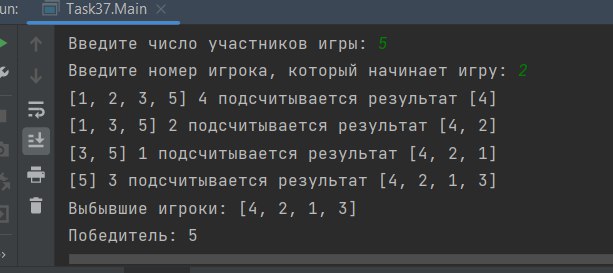 un: Task37.Main ×
Введите число участников игры: 5
Введите номер игрока, который начинает игру: 2
[1, 2, 3, 5] 4 подсчитывается результат [4]
[1, 3, 5] 2 подсчитывается результат [4, 2]
[3, 5] 1 подсчитывается результат [4, 2, 1]
[5] 3 подсчитывается результат [4, 2, 1, 3]
Выбывшие игроки: [4, 2, 1, 3]
Победитель: 5